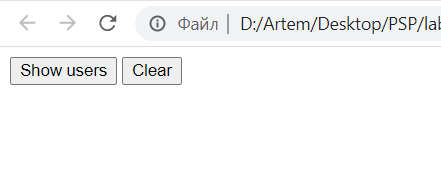 Файл D:/Artem/Desktop/PSP/lab
Show users Clear